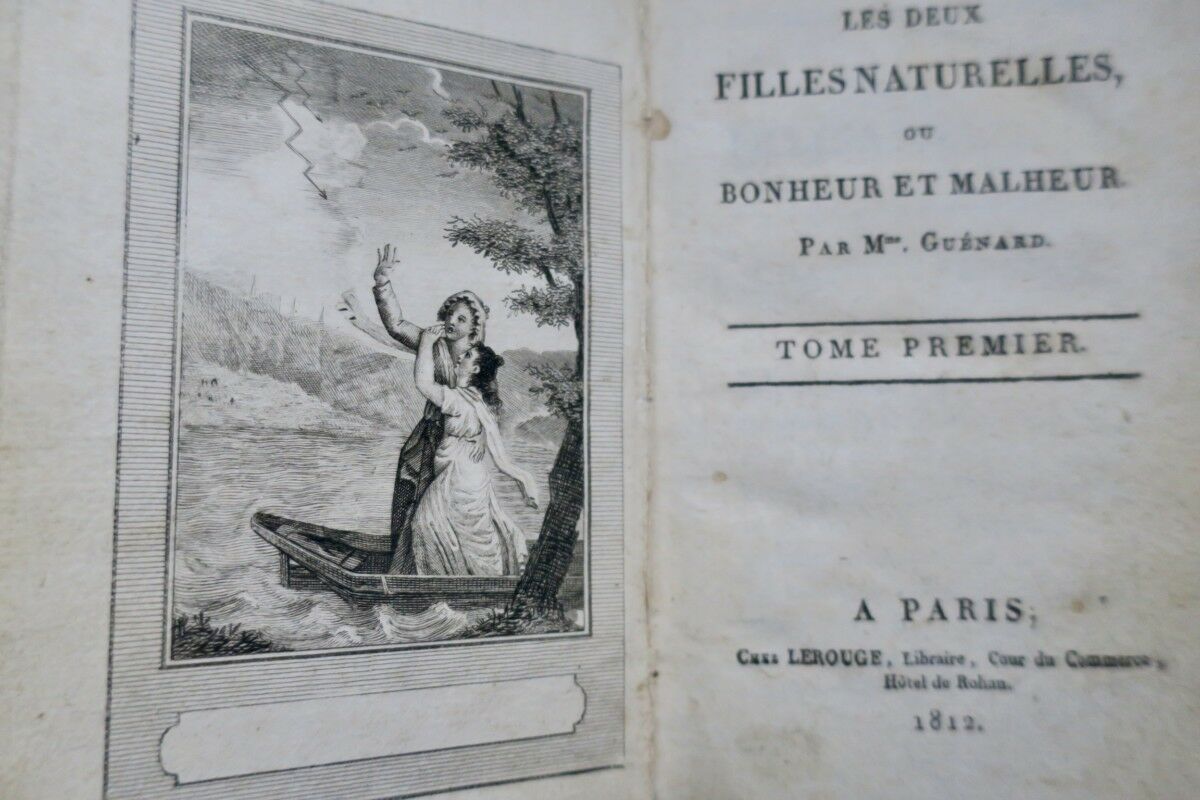 LES DEUX
FILLES NATURELLES,
OU
BONHEUR ET MALHEUR.
PAR Mme. GUÉNARD.
TOME PREMIER.
A PARIS,
CHEZ LEROUGE, Libraire, Cour du Commerce,
Hôtel de Rohan.
1812.